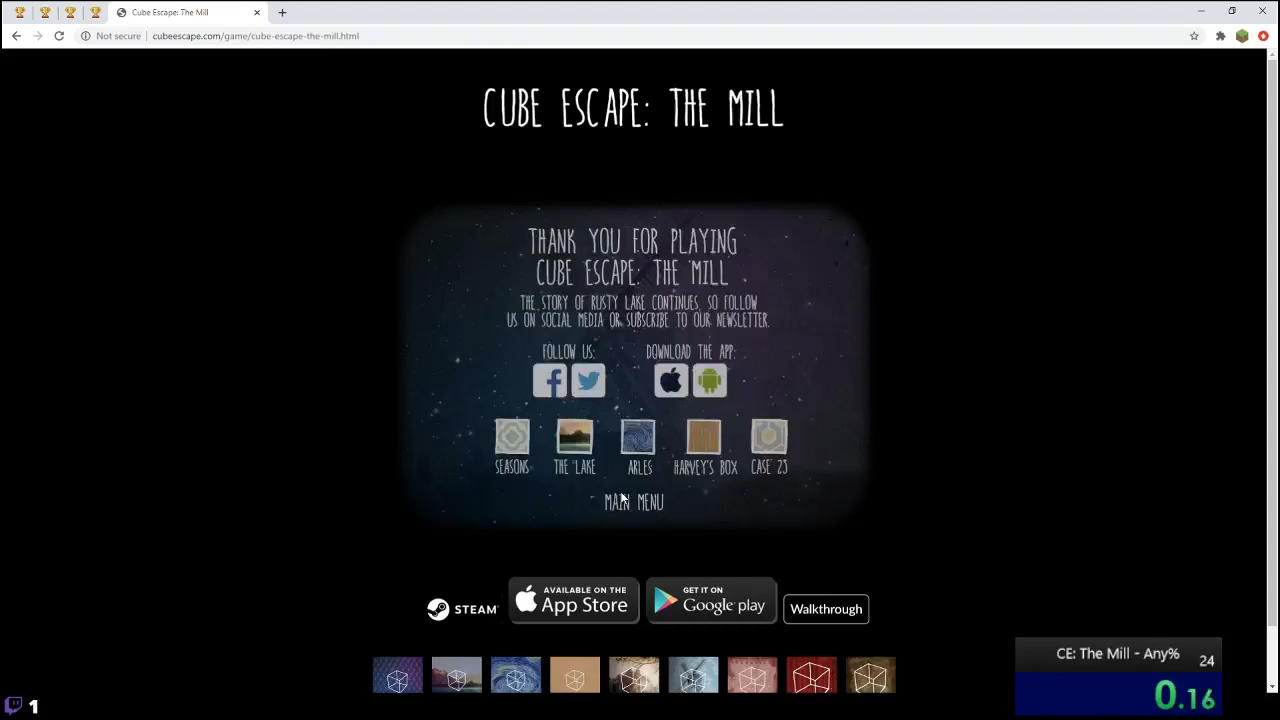 Cube Escape: The Mill
Not secure | cubeescape.com/game/cube-escape-the-mill.html
CUBE ESCAPE: THE MILL
THANK YOU FOR PLAYING
CUBE ESCAPE: THE MILL
THE STORY OF RUSTY LAKE CONTINUES, SO FOLLOW
US ON SOCIAL MEDIA OR SUBSCRIBE TO OUR NEWSLETTER.
FOLLOW US:
DOWNLOAD THE APP:
SEASONS
THE LAKE
ARLES
HARVEY'S BOX
CASE 23
MAIN MENU
STEAM
AVAILABLE ON THE
App Store
GET IT ON
Google play
Walkthrough
CE: The Mill - Any%
24
0.16
1